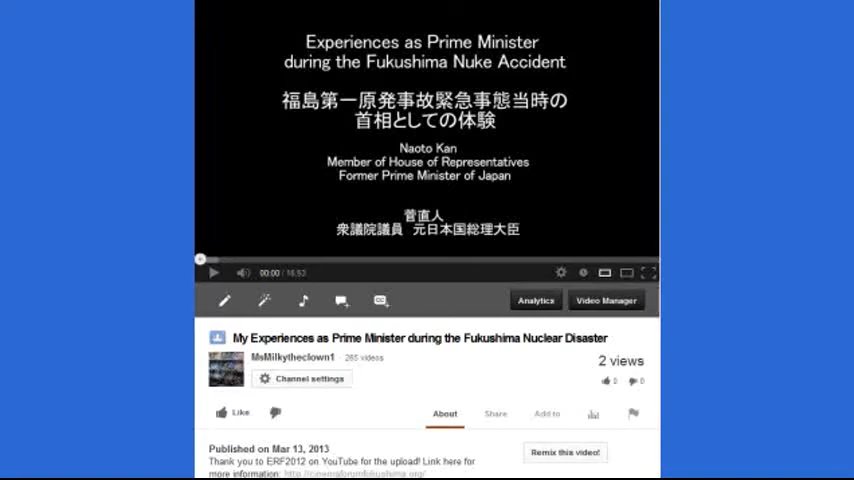 Experiences as Prime Minister
during the Fukushima Nuke Accident
福島第一原発事故緊急事態当時の
首相としての体験
Naoto Kan
Member of House of Representatives
Former Prime Minister of Japan
菅直人
衆議院議員 元日本国総理大臣
00:00 / 16:53
Analytics Video Manager
My Experiences as Prime Minister during the Fukushima Nuclear Disaster
MsMilkytheclown1 · 265 videos
2 views
Channel settings
0 0
Like About Share Add to
Published on Mar 13, 2013
Remix this video!
Thank you to ERF2012 on YouTube for the upload! Link here for
more information: http://cinemaforumfukushima.org/